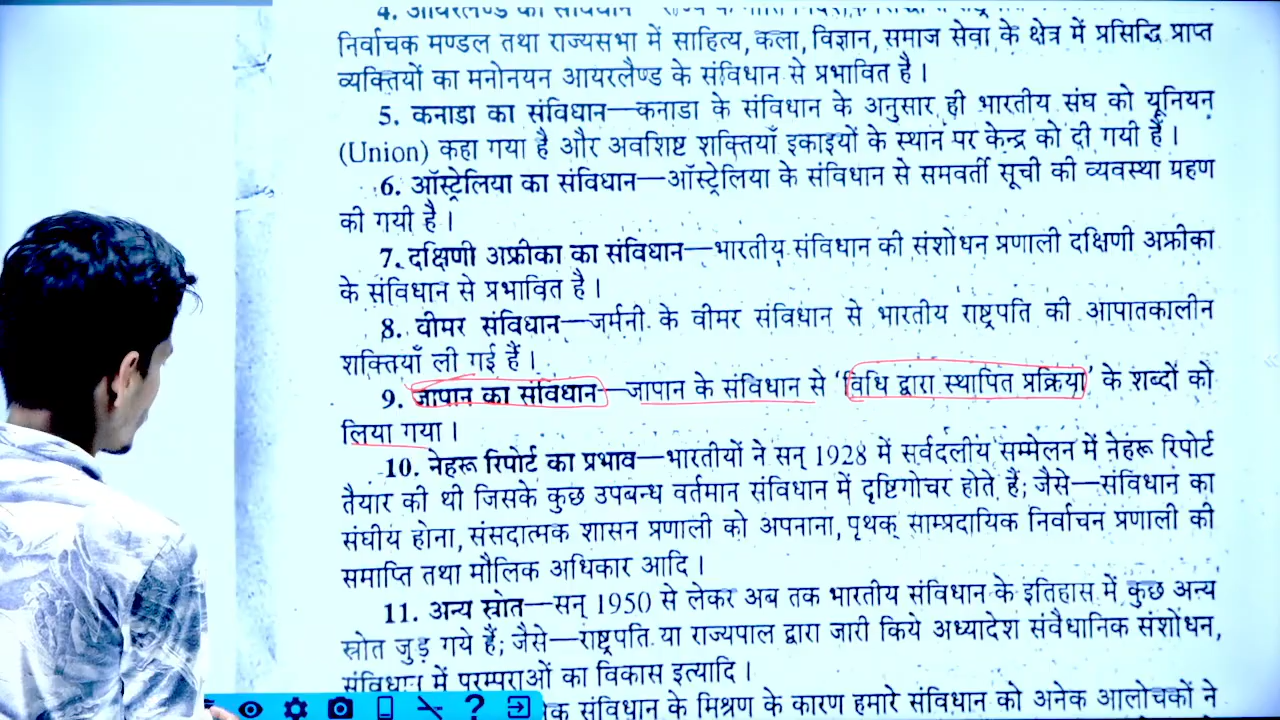 4. आयरलैण्ड का संविधान
निर्वाचक मण्डल तथा राज्यसभा में साहित्य, कला, विज्ञान, समाज सेवा के क्षेत्र में प्रसिद्धि प्राप्त
व्यक्तियों का मनोनयन आयरलैण्ड के संविधान से प्रभावित है।
5. कनाडा का संविधान—कनाडा के संविधान के अनुसार ही भारतीय संघ को यूनियन
(Union) कहा गया है और अवशिष्ट शक्तियाँ इकाइयों के स्थान पर केन्द्र को दी गयी हैं।
6. ऑस्ट्रेलिया का संविधान—ऑस्ट्रेलिया के संविधान से समवर्ती सूची की व्यवस्था ग्रहण
की गयी है।
7. दक्षिणी अफ्रीका का संविधान—भारतीय संविधान की संशोधन प्रणाली दक्षिणी अफ्रीका
के संविधान से प्रभावित है।
8. वीमर संविधान—जर्मनी के वीमर संविधान से भारतीय राष्ट्रपति की आपातकालीन
शक्तियाँ ली गई हैं।
9. जापान का संविधान—जापान के संविधान से ‘विधि द्वारा स्थापित प्रक्रिया’ के शब्दों को
लिया गया।
10. नेहरू रिपोर्ट का प्रभाव—भारतीयों ने सन् 1928 में सर्वदलीय सम्मेलन में नेहरू रिपोर्ट
तैयार की थी जिसके कुछ उपबन्ध वर्तमान संविधान में दृष्टिगोचर होते हैं; जैसे—संविधान का
संघीय होना, संसदात्मक शासन प्रणाली को अपनाना, पृथक् साम्प्रदायिक निर्वाचन प्रणाली की
समाप्ति तथा मौलिक अधिकार आदि।
11. अन्य स्रोत—सन् 1950 से लेकर अब तक भारतीय संविधान के इतिहास में कुछ अन्य
स्रोत जुड़ गये हैं; जैसे—राष्ट्रपति या राज्यपाल द्वारा जारी किये अध्यादेश संवैधानिक संशोधन,
संविधान में परम्पराओं का विकास इत्यादि।
संविधान के मिश्रण के कारण हमारे संविधान को अनेक आलोचकों ने